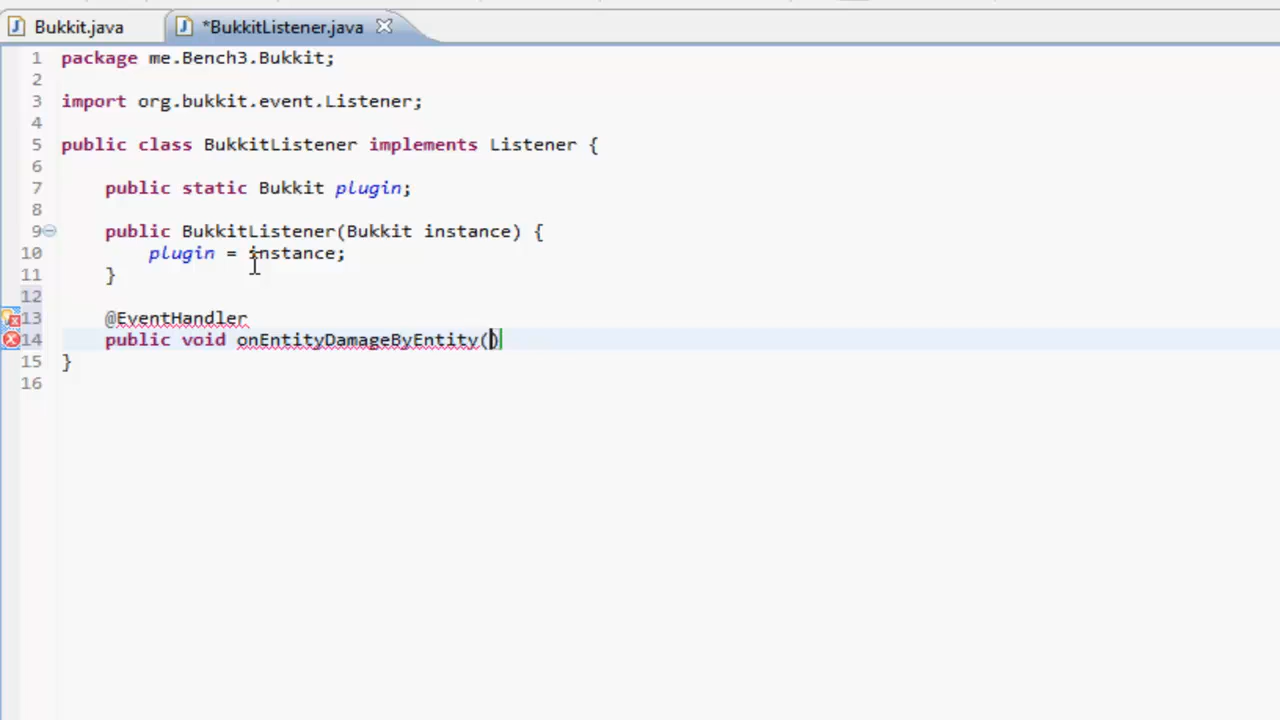 Bukkit.java
*BukkitListener.java
1 package me.Bench3.Bukkit;
2
3 import org.bukkit.event.Listener;
4
5 public class BukkitListener implements Listener {
6
7 public static Bukkit plugin;
8
9 public BukkitListener(Bukkit instance) {
10 plugin = instance;
11 }
12
13 @EventHandler
14 public void onEntityDamageByEntity()
15 }
16